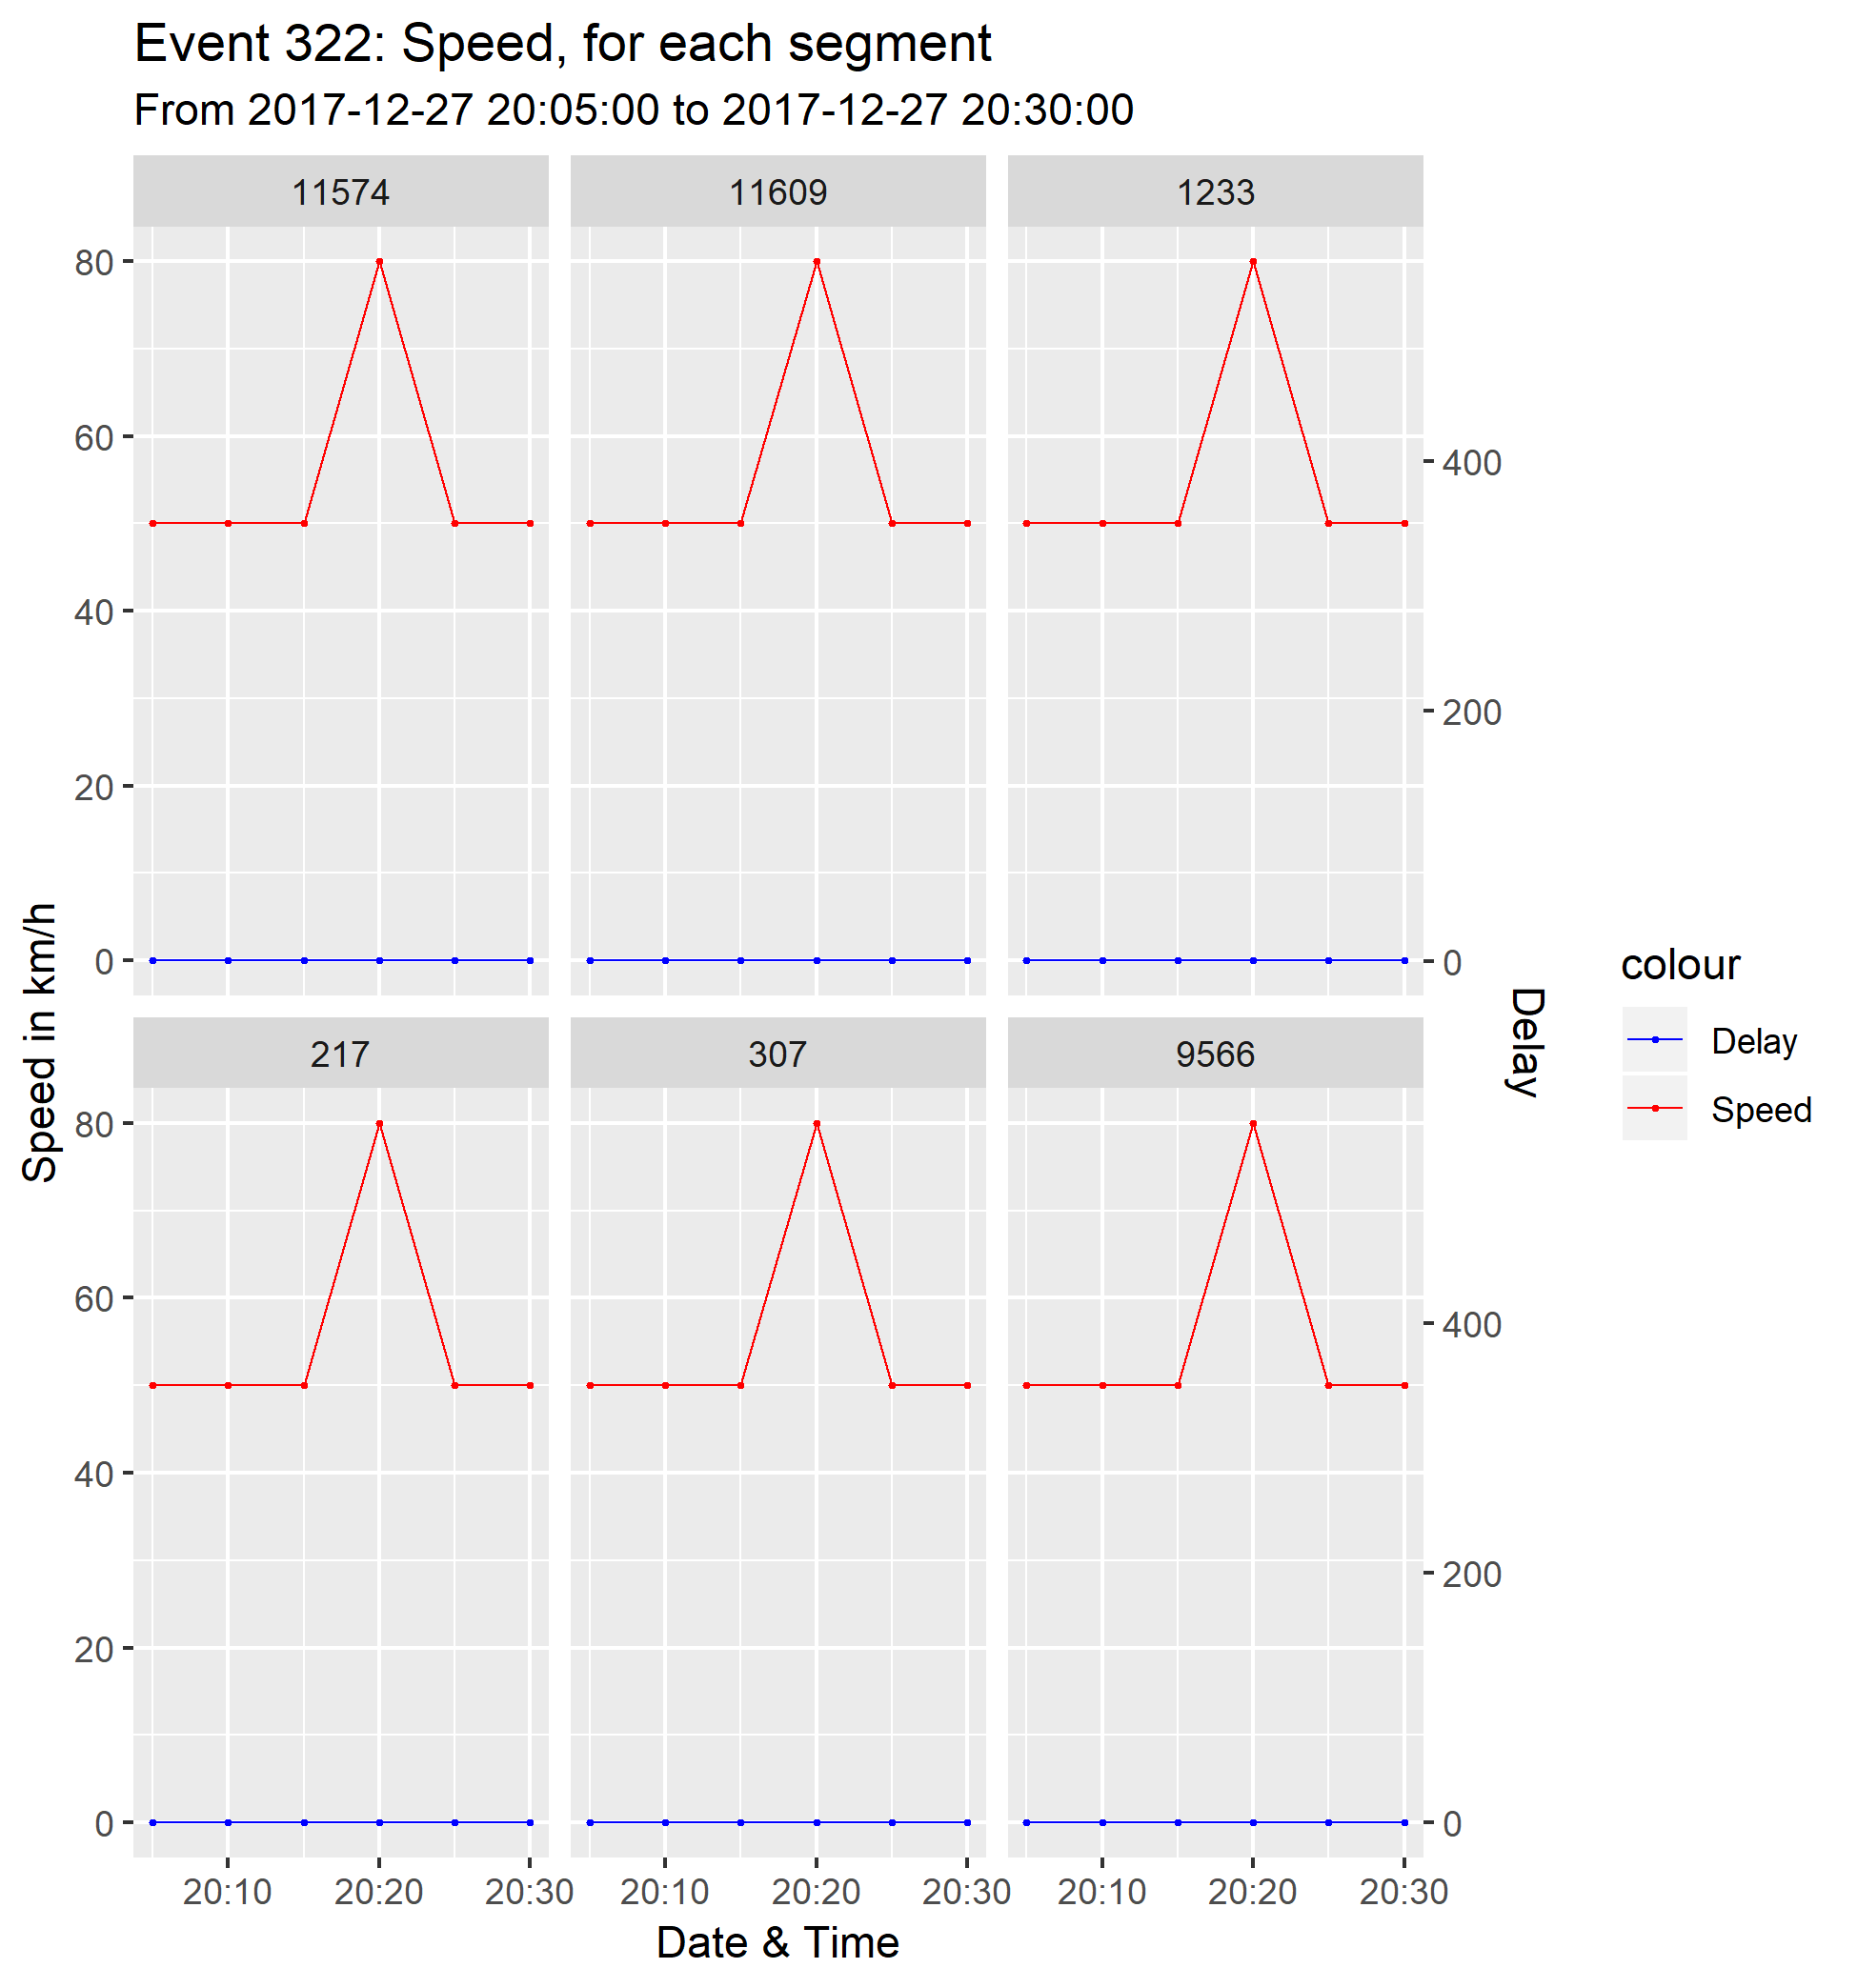 Event 322: Speed, for each segment
From 2017-12-27 20:05:00 to 2017-12-27 20:30:00
11574 11609 1233
80
60
40
20
0
400
200
0
217 307 9566
80
60
40
20
0
400
200
0
20:10 20:20 20:30 20:10 20:20 20:30 20:10 20:20 20:30
Date & Time
Speed in km/h
Delay
colour
Delay
Speed